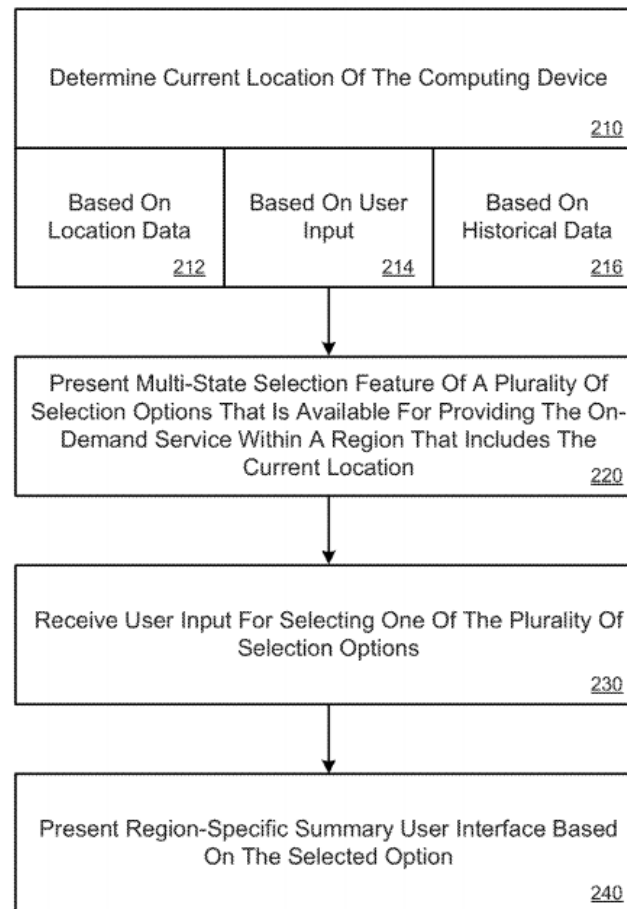 Determine Current Location Of The Computing Device
210
Based On
Location Data
212
Based On User
Input
214
Based On
Historical Data
216
Present Multi-State Selection Feature Of A Plurality Of
Selection Options That Is Available For Providing The On-
Demand Service Within A Region That Includes The
Current Location
220
Receive User Input For Selecting One Of The Plurality Of
Selection Options
230
Present Region-Specific Summary User Interface Based
On The Selected Option
240